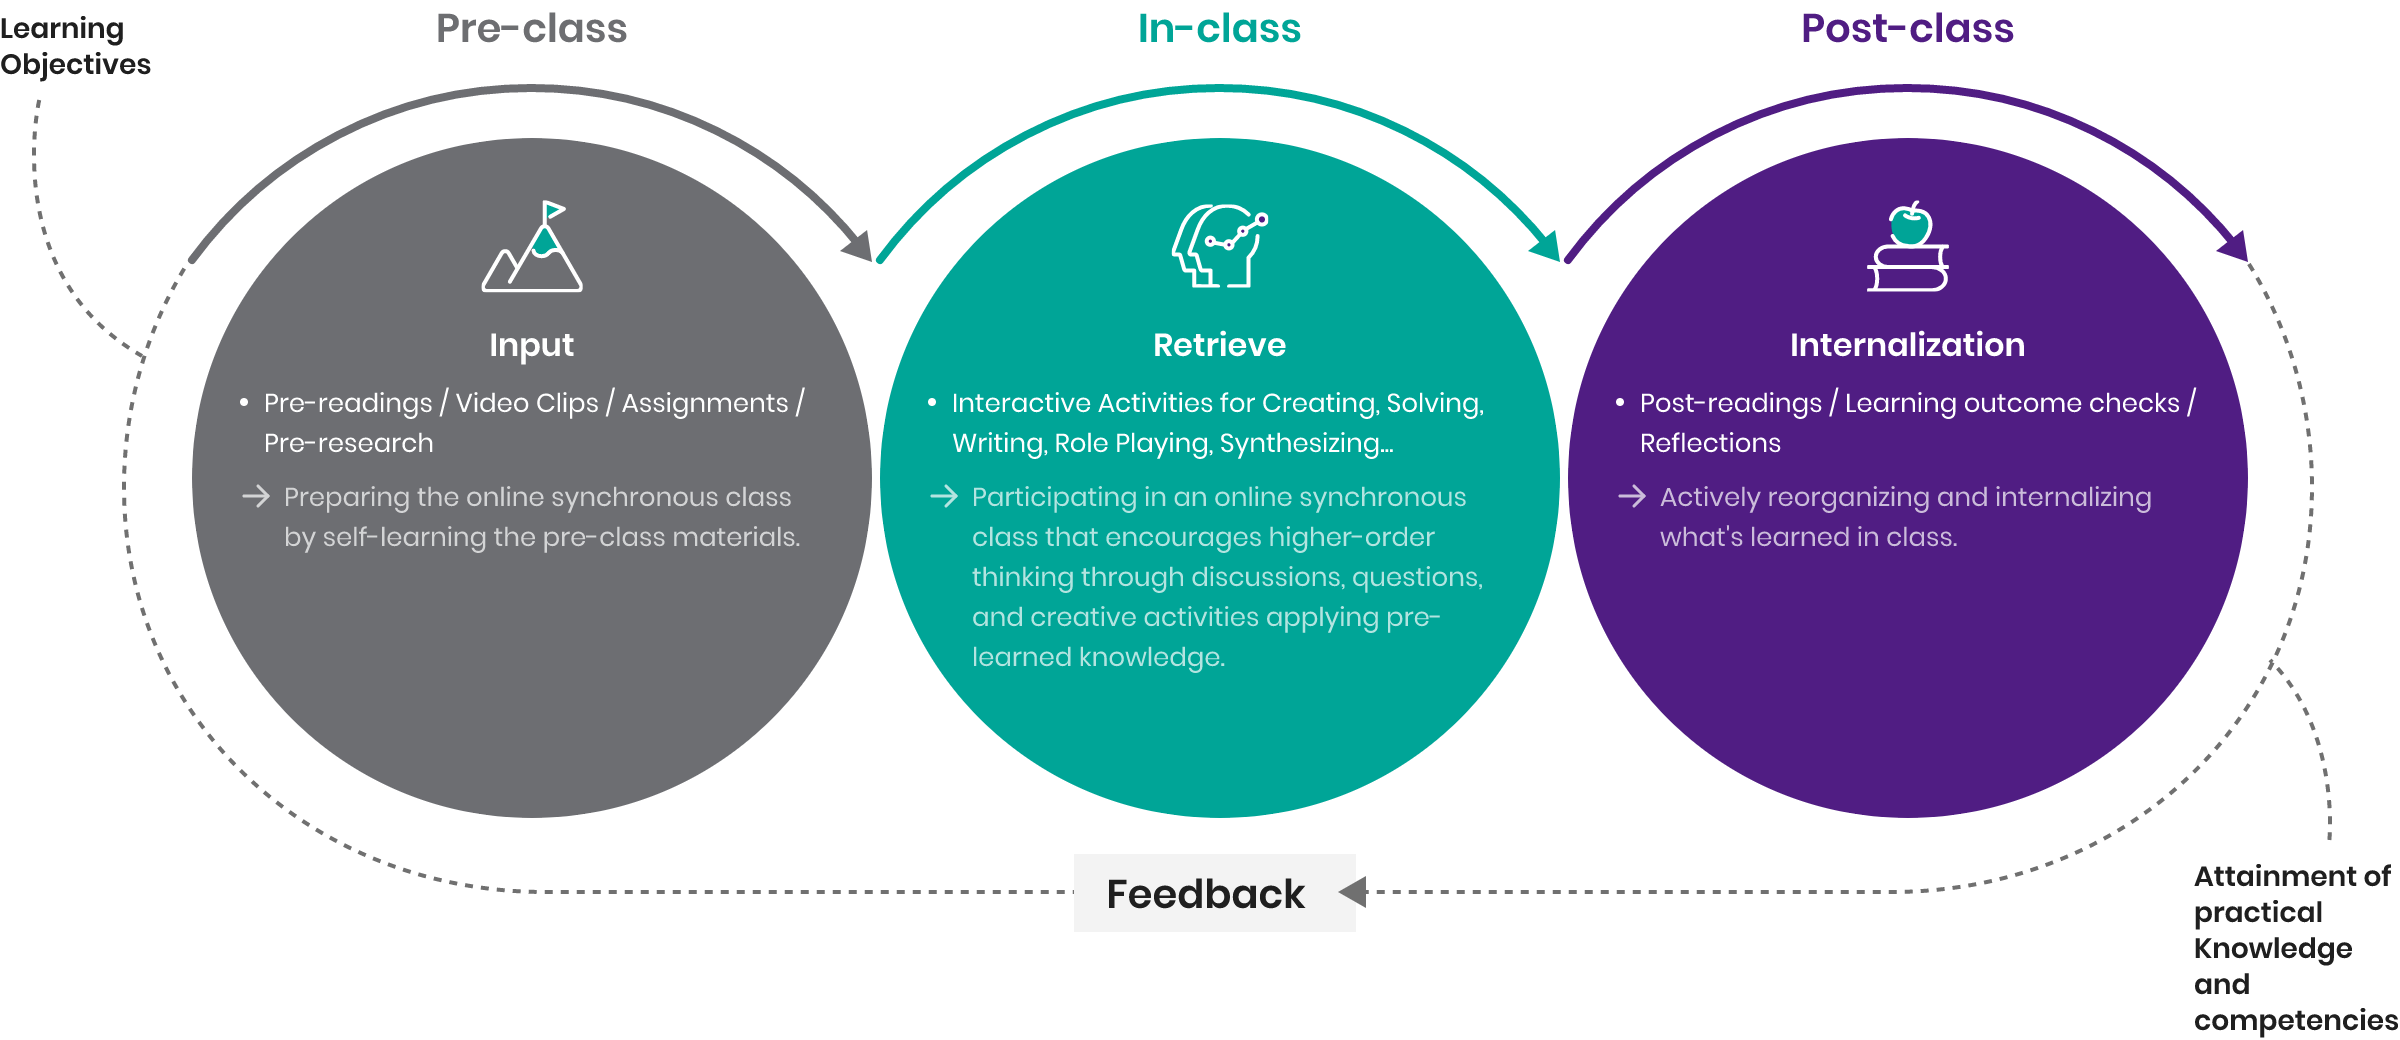 Learning
Objectives
Pre-class
In-class
Post-class
Input
• Pre-readings / Video Clips / Assignments /
Pre-research
→ Preparing the online synchronous class
by self-learning the pre-class materials.
Retrieve
• Interactive Activities for Creating, Solving,
Writing, Role Playing, Synthesizing...
→ Participating in an online synchronous
class that encourages higher-order
thinking through discussions, questions,
and creative activities applying pre-
learned knowledge.
Internalization
• Post-readings / Learning outcome checks /
Reflections
→ Actively reorganizing and internalizing
what's learned in class.
Feedback
Attainment of
practical
Knowledge
and
competencies